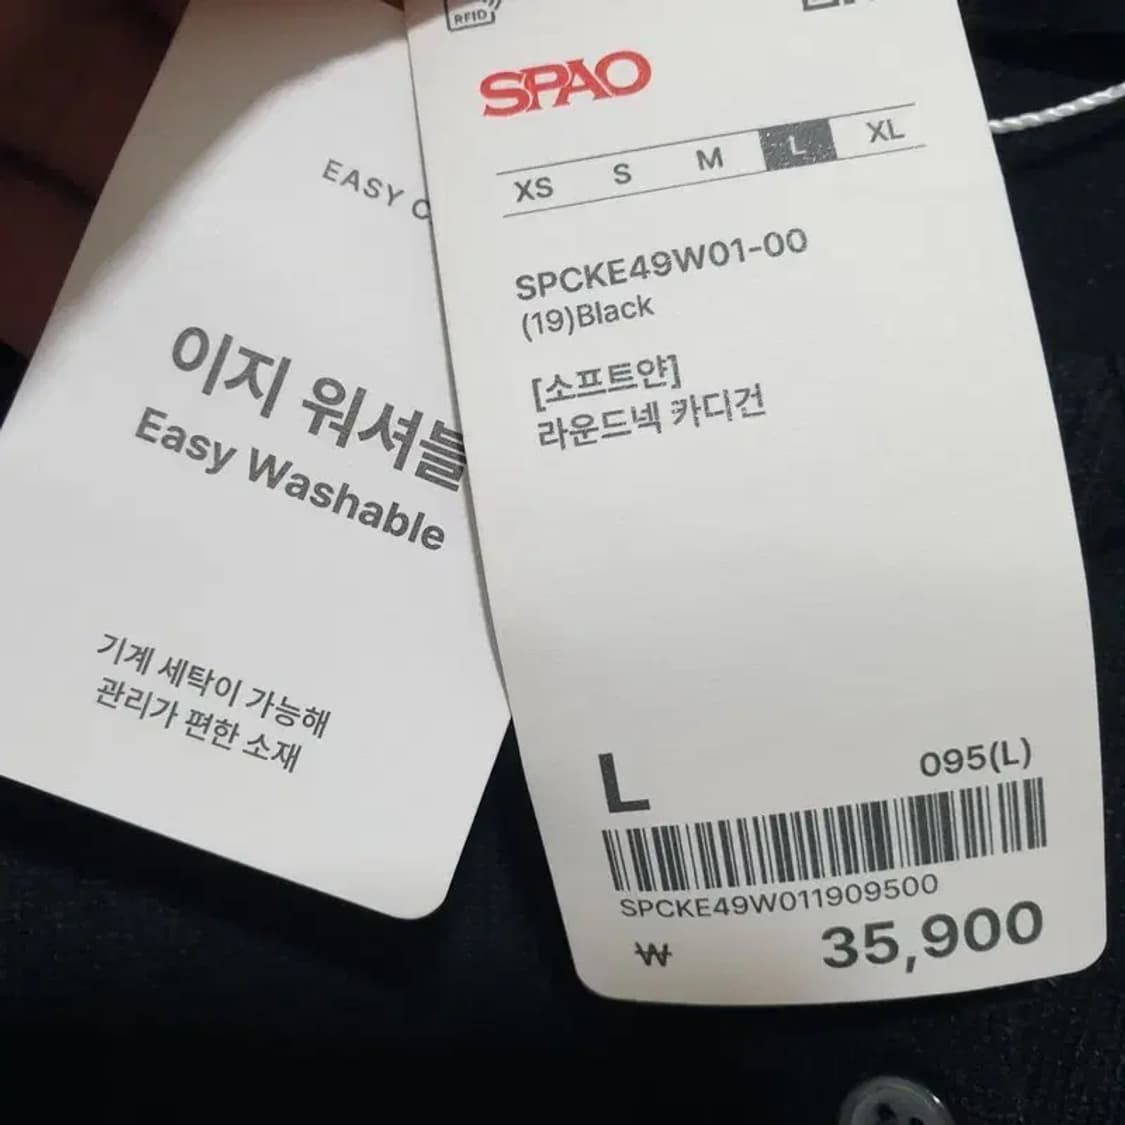 EASY
이지 워셔블
Easy Washable
기계 세탁이 가능해
관리가 편한 소재
RFID
SPAO
XS S M L XL
SPCKE49W01-00
(19)Black
[소프트얀]
라운드넥 카디건
L 095(L)
SPCKE49W011909500
₩ 35,900